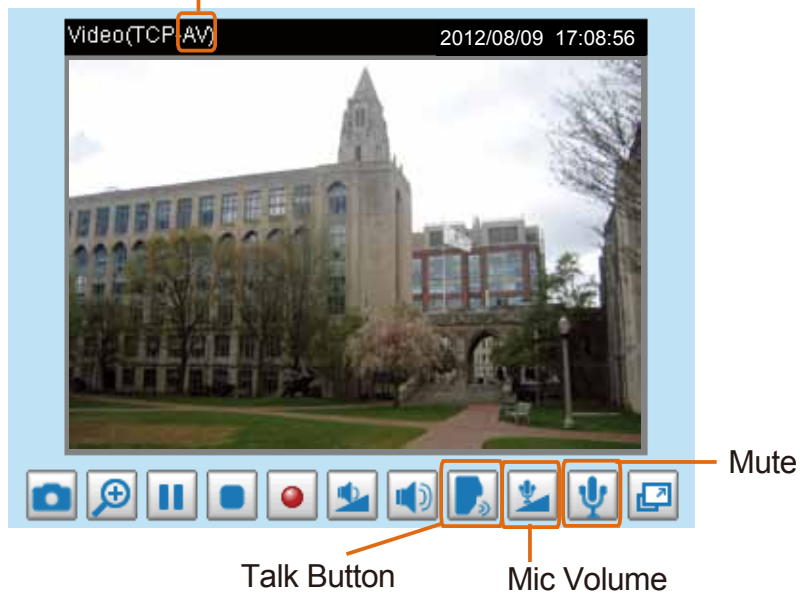 Video(TCP-AV)
2012/08/09 17:08:56
Mute
Talk Button
Mic Volume